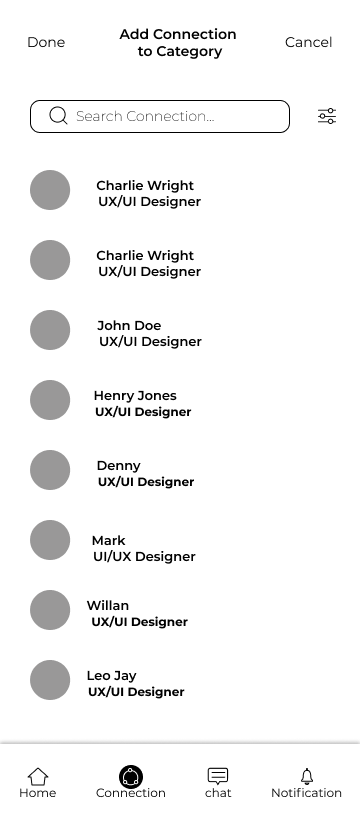 Done
Add Connection
to Category
Cancel
Search Connection...
Charlie Wright
UX/UI Designer
Charlie Wright
UX/UI Designer
John Doe
UX/UI Designer
Henry Jones
UX/UI Designer
Denny
UX/UI Designer
Mark
UI/UX Designer
Willan
UX/UI Designer
Leo Jay
UX/UI Designer
Home
Connection
chat
Notification